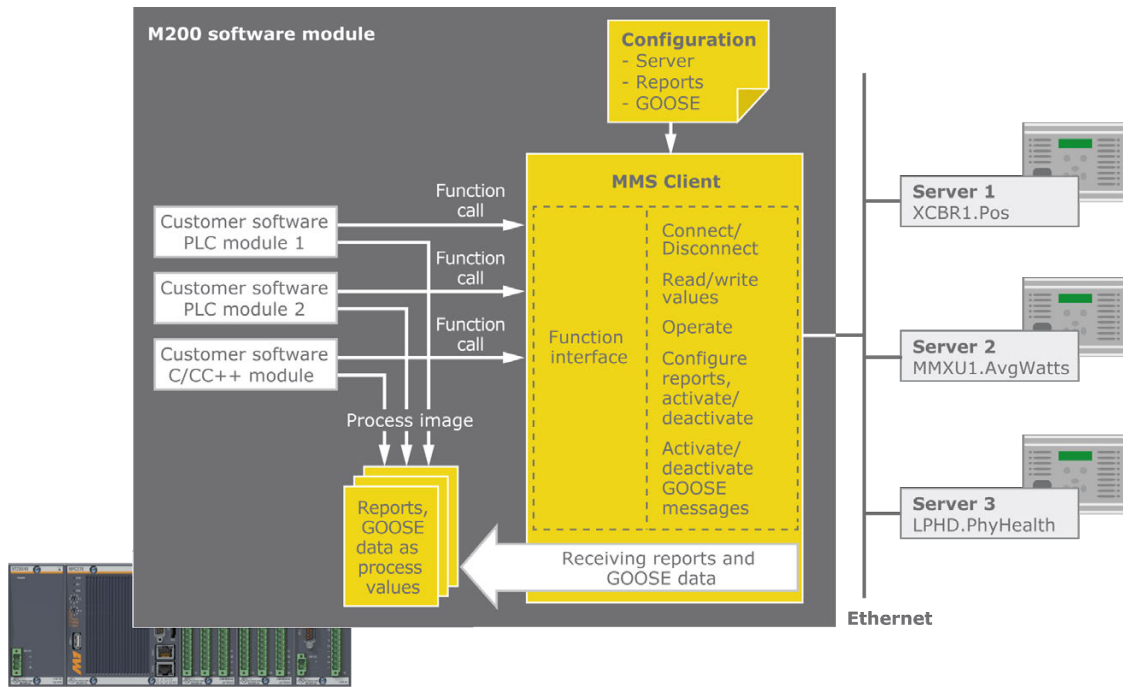 M200 software module
Configuration
- Server
- Reports
- GOOSE
MMS Client
Function
call
Customer software
PLC module 1
Function
call
Customer software
PLC module 2
Function
call
Customer software
C/CC++ module
Process image
Function
interface
Connect/
Disconnect
Read/write
values
Operate
Configure
reports,
activate/
deactivate
Activate/
deactivate
GOOSE
messages
Reports,
GOOSE
data as
process
values
Receiving reports and
GOOSE data
Server 1
XCBR1.Pos
Server 2
MMXU1.AvgWatts
Server 3
LPHD.PhyHealth
Ethernet